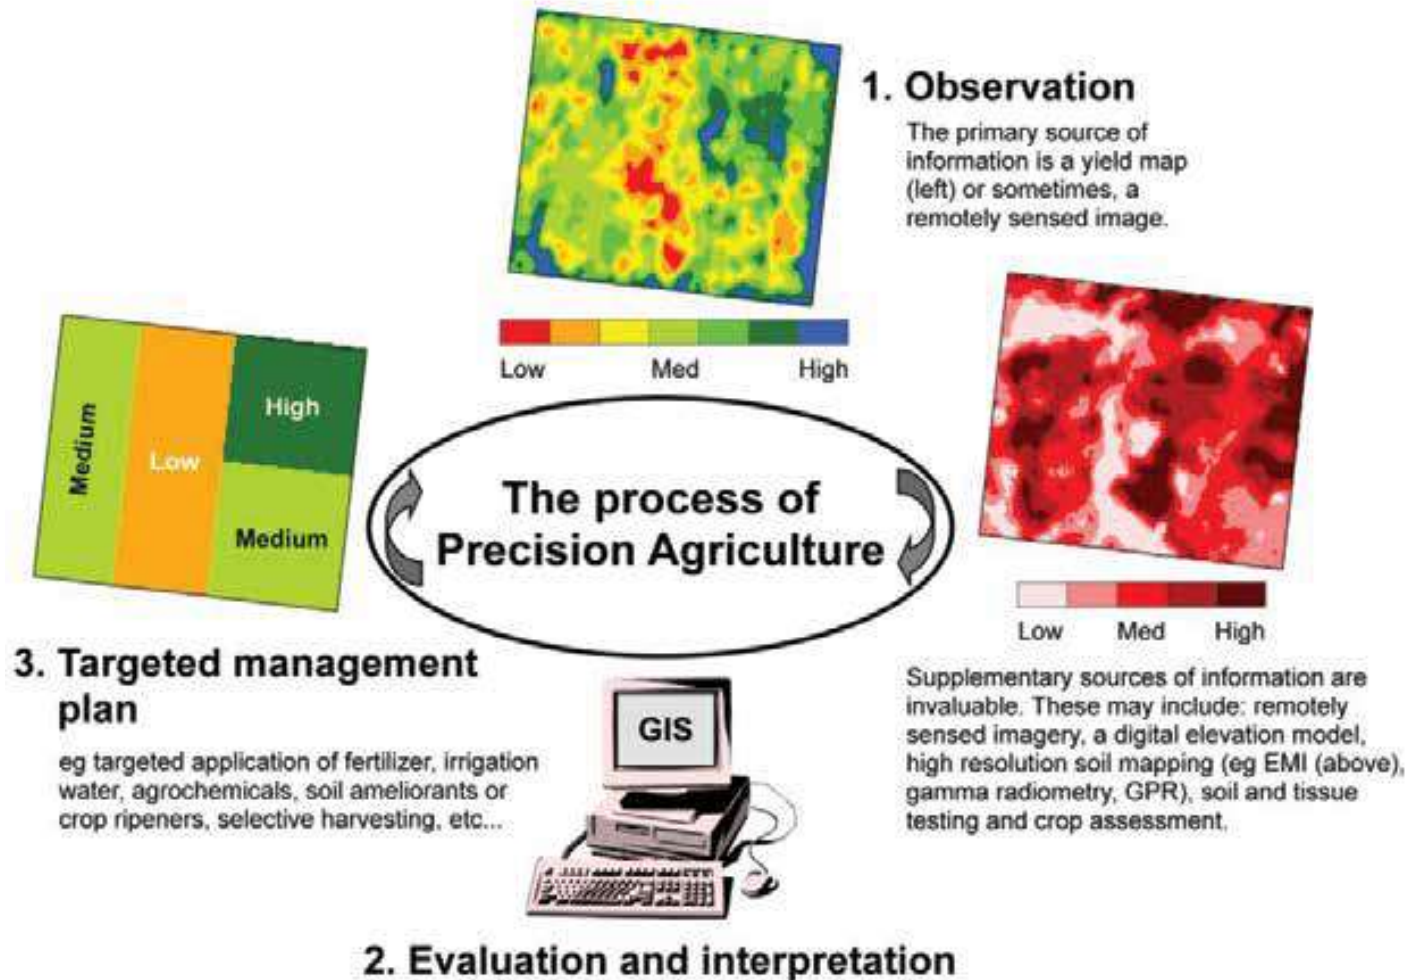 1. Observation
The primary source of
information is a yield map
(left) or sometimes, a
remotely sensed image.
Low Med High
Medium
Low
High
Medium
The process of
Precision Agriculture
Low Med High
Supplementary sources of information are
invaluable. These may include: remotely
sensed imagery, a digital elevation model,
high resolution soil mapping (eg EMI (above),
gamma radiometry, GPR), soil and tissue
testing and crop assessment.
GIS
2. Evaluation and interpretation
3. Targeted management
plan
eg targeted application of fertilizer, irrigation
water, agrochemicals, soil ameliorants or
crop ripeners, selective harvesting, etc...